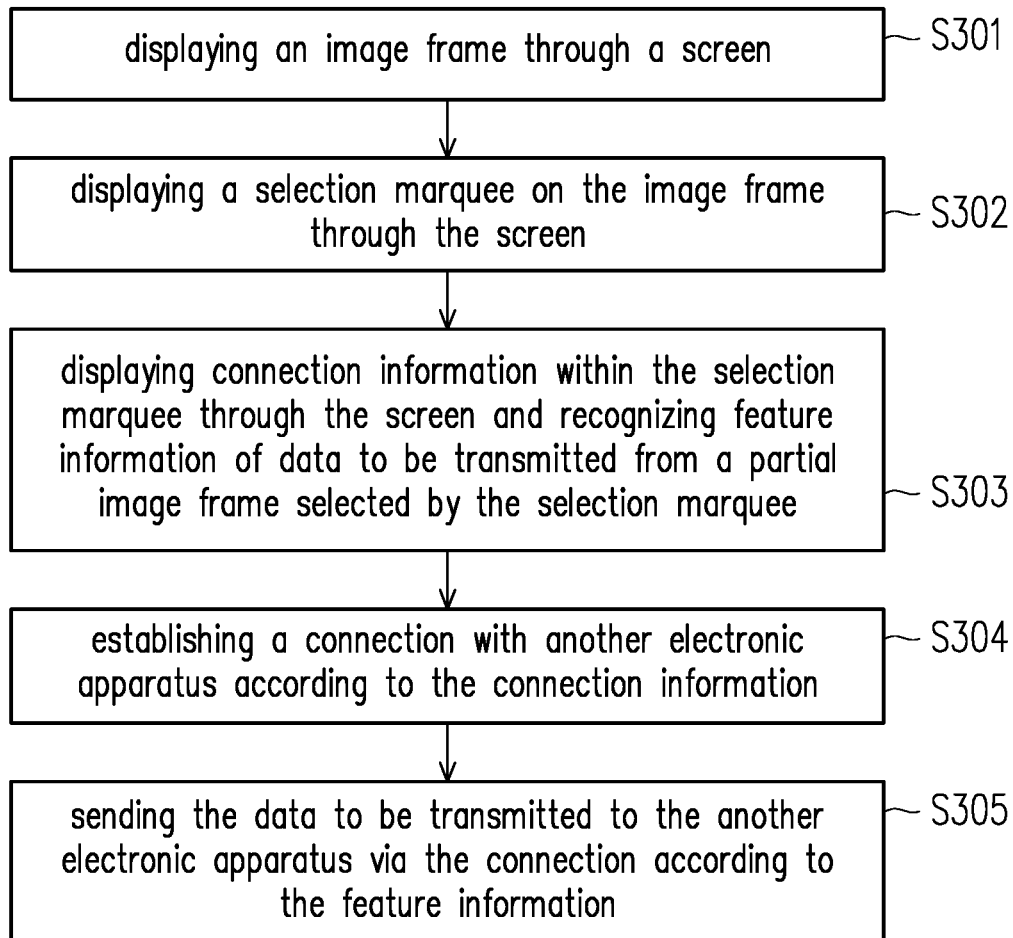 displaying an image frame through a screen
S301
displaying a selection marquee on the image frame
through the screen
S302
displaying connection information within the selection
marquee through the screen and recognizing feature
information of data to be transmitted from a partial
image frame selected by the selection marquee
S303
establishing a connection with another electronic
apparatus according to the connection information
S304
sending the data to be transmitted to the another
electronic apparatus via the connection according to
the feature information
S305